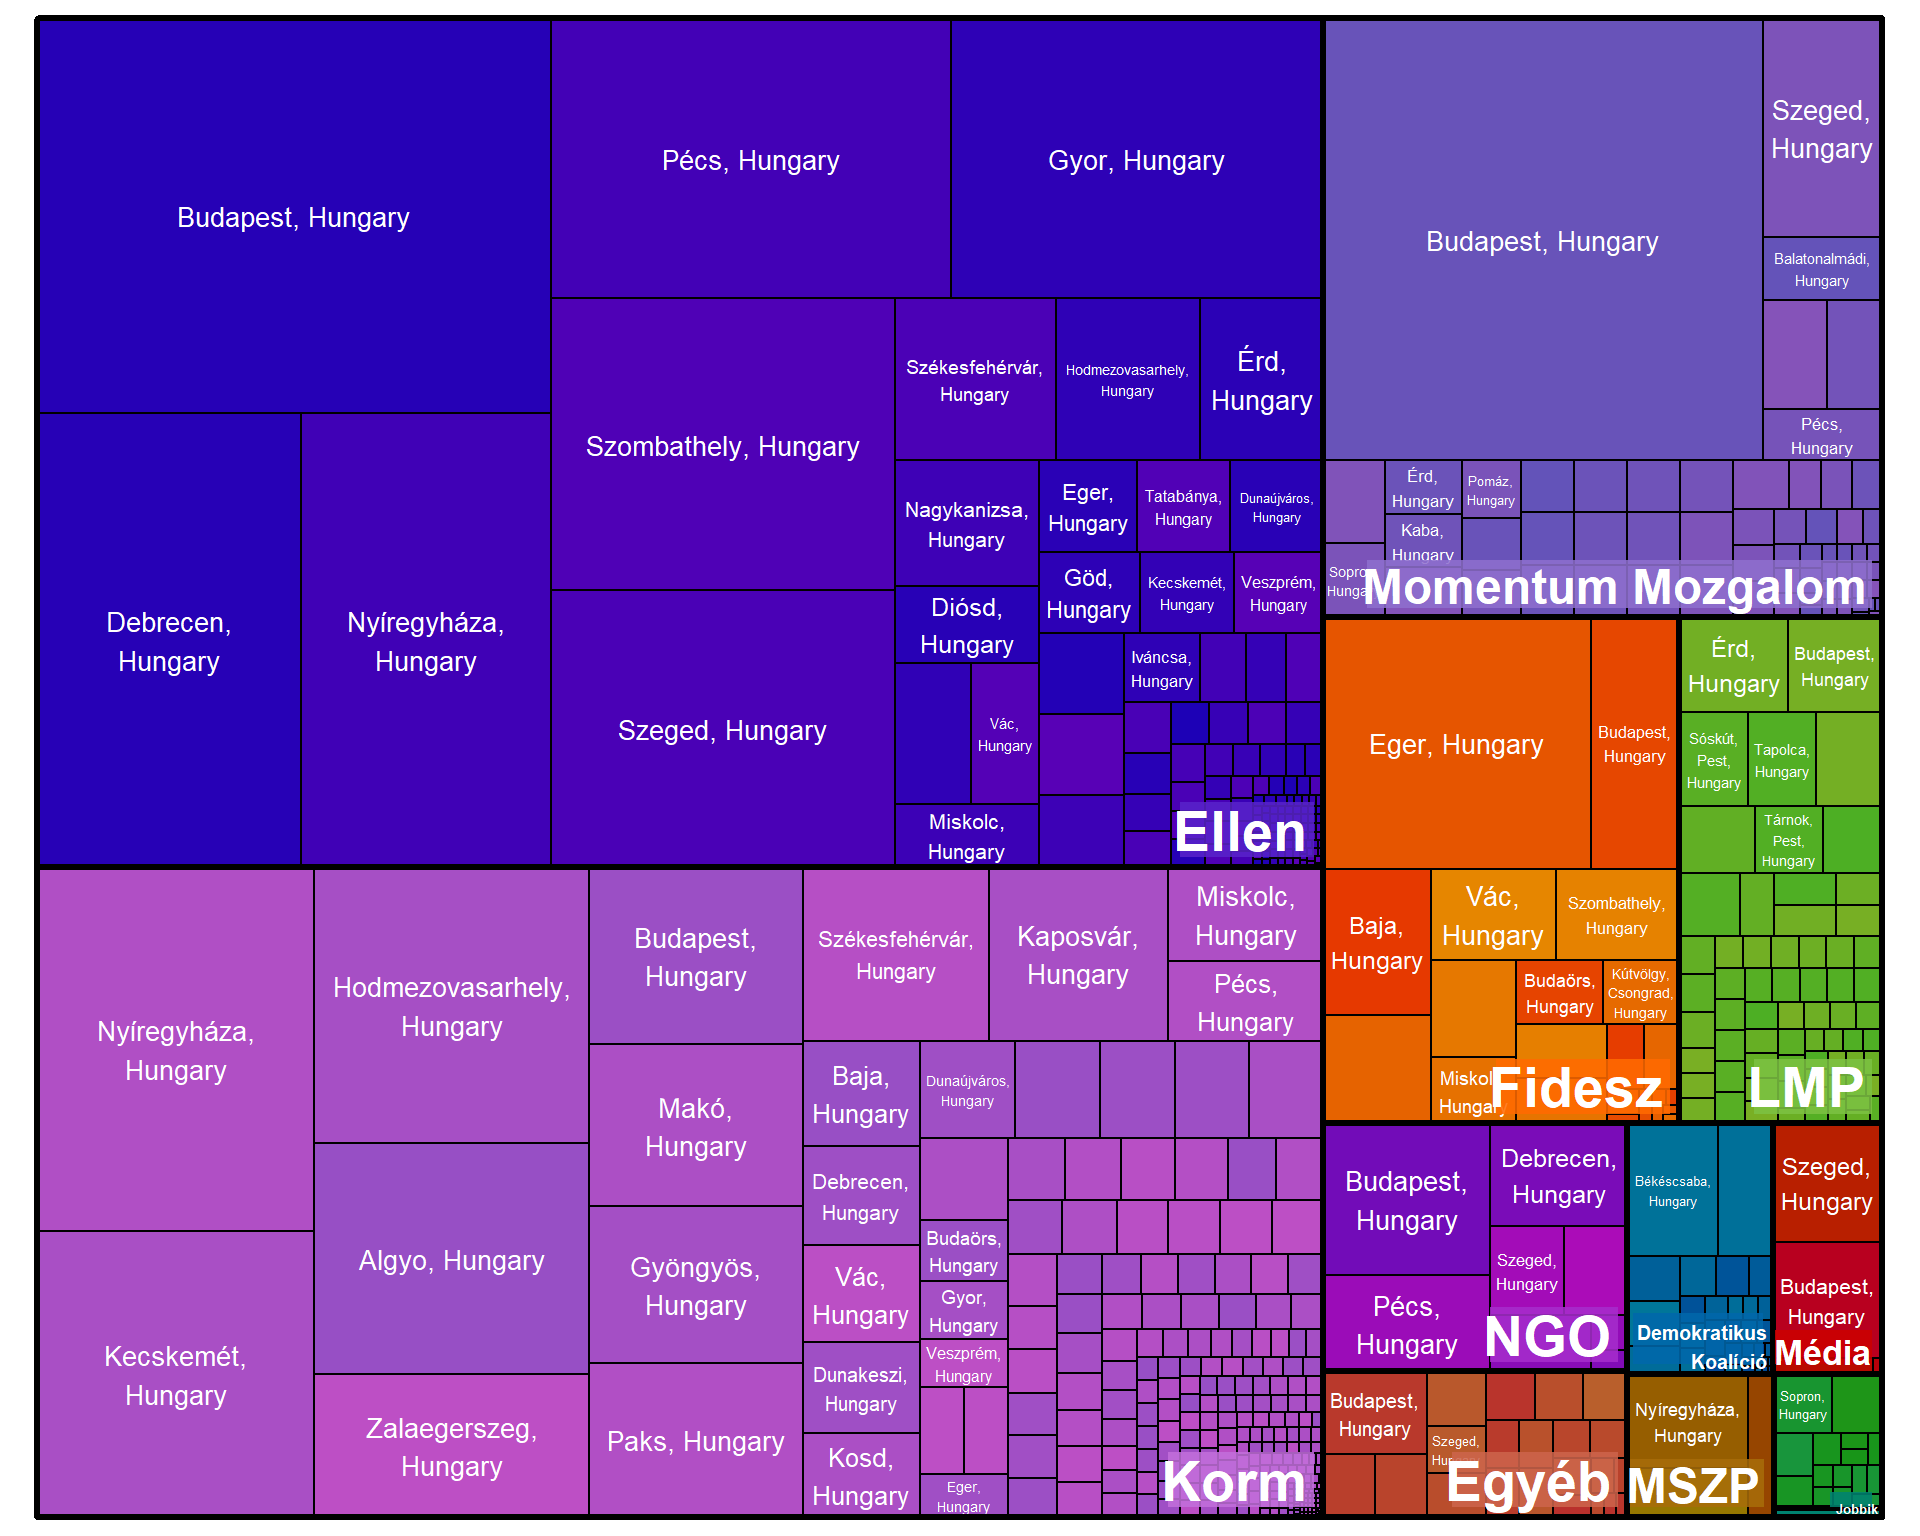 Budapest, Hungary
Pécs, Hungary
Gyor, Hungary
Debrecen,
Hungary
Nyíregyháza,
Hungary
Szombathely, Hungary
Székesfehérvár,
Hungary
Hodmezovasarhely,
Hungary
Érd,
Hungary
Nagykanizsa,
Hungary
Eger,
Hungary
Tatabánya,
Hungary
Dunaújváros,
Hungary
Szeged, Hungary
Diósd,
Hungary
Göd,
Hungary
Kecskemét,
Hungary
Veszprém,
Hungary
Iváncsa,
Hungary
Vác,
Hungary
Miskolc,
Hungary
Ellen
Budapest, Hungary
Szeged,
Hungary
Balatonalmádi,
Hungary
Pécs,
Hungary
Érd,
Hungary
Pomáz,
Hungary
Kaba,
Hungary
Momentum Mozgalom
Eger, Hungary
Budapest,
Hungary
Baja,
Hungary
Vác,
Hungary
Szombathely,
Hungary
Budaörs,
Hungary
Kútvölgy,
Csongrad,
Hungary
Hungary
Fidesz
Érd,
Hungary
Budapest,
Hungary
Sóskút,
Pest,
Hungary
Tapolca,
Hungary
Tárnok,
Pest,
Hungary
LMP
Nyíregyháza,
Hungary
Hodmezovasarhely,
Hungary
Budapest,
Hungary
Székesfehérvár,
Hungary
Kaposvár,
Hungary
Miskolc,
Hungary
Pécs,
Hungary
Makó,
Hungary
Baja,
Hungary
Dunaújváros,
Hungary
Debrecen,
Hungary
Algyo, Hungary
Budaörs,
Hungary
Kecskemét,
Hungary
Gyöngyös,
Hungary
Vác,
Hungary
Gyor,
Hungary
Veszprém,
Hungary
Dunakeszi,
Hungary
Zalaegerszeg,
Hungary
Paks, Hungary
Kosd,
Hungary
Eger,
Hungary
Korm
Budapest,
Hungary
Debrecen,
Hungary
Szeged,
Hungary
Pécs,
Hungary
NGO
Békéscsaba,
Hungary
Demokratikus
Koalíció
Szeged,
Hungary
Budapest,
Hungary
Média
Budapest,
Hungary
Szeged,
Egyéb
Nyíregyháza,
Hungary
MSZP
Sopron,
Hungary
Jobbik